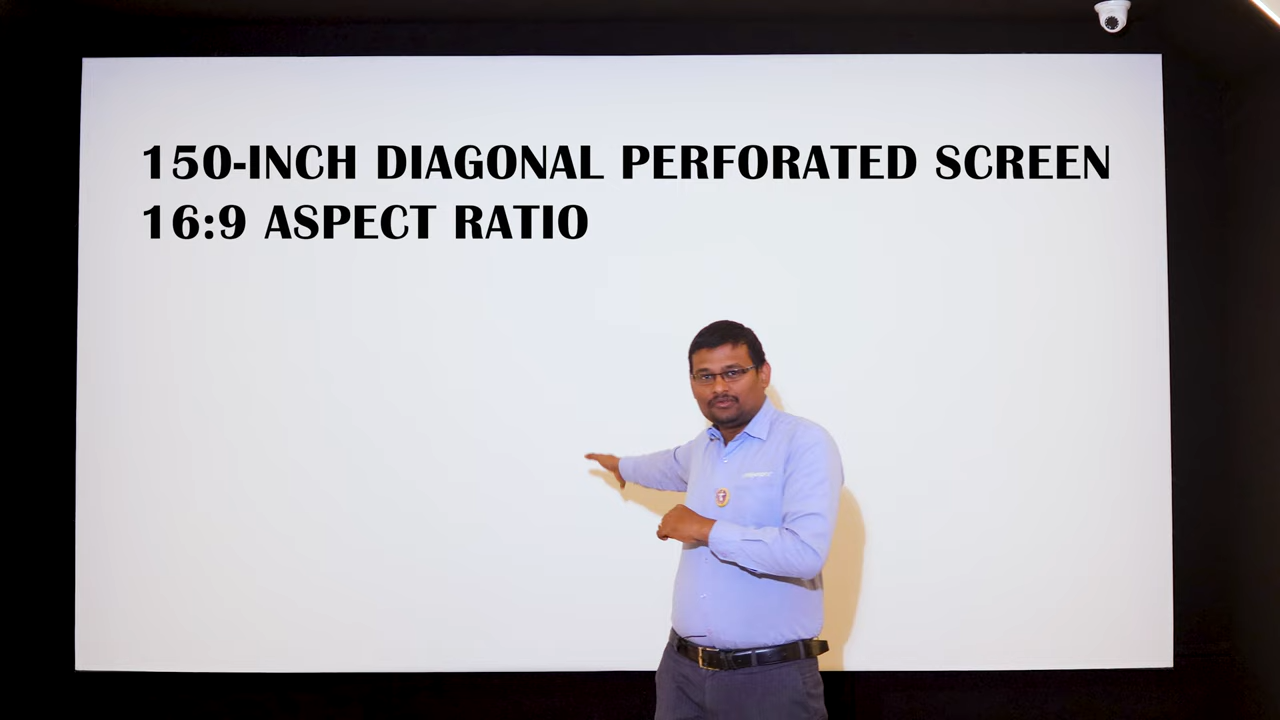 150-INCH DIAGONAL PERFORATED SCREEN
16:9 ASPECT RATIO